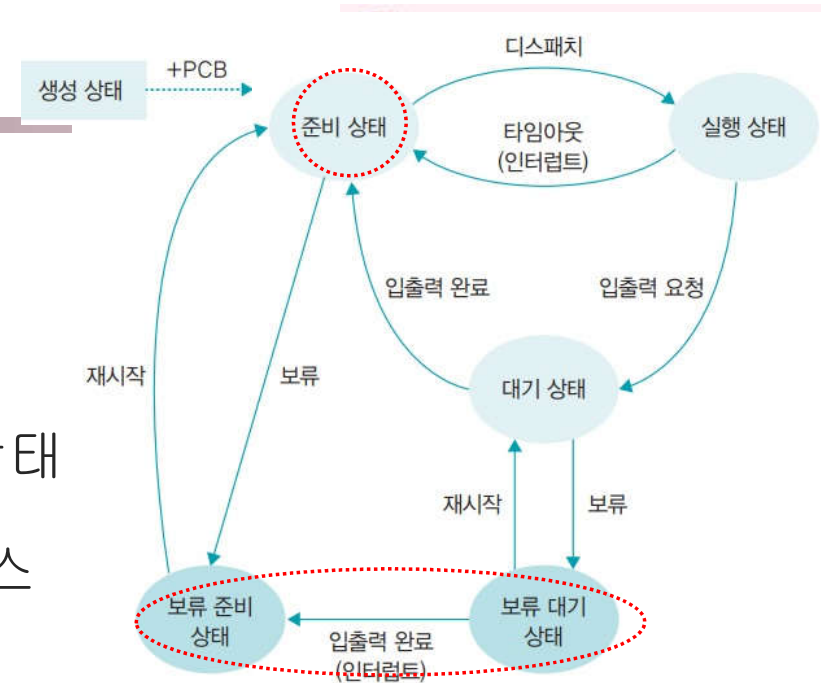 디스패치
생성 상태
+PCB
준비 상태
타임아웃
(인터럽트)
실행 상태
입출력 완료
입출력 요청
재시작
보류
대기 상태
상태
스
재시작
보류
보류 준비
상태
입출력 완료
(인터럽트)
보류 대기
상태